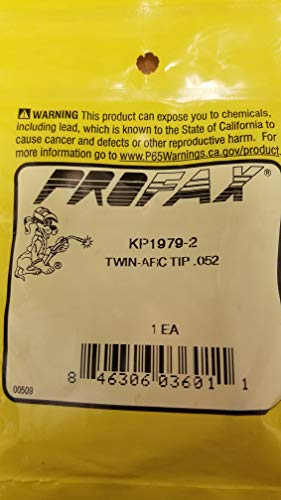 ⚠ WARNING This product can expose you to chemicals,
including lead, which is known to the State of California to
cause cancer and defects or other reproductive harm. For
more information go to www.P65Warnings.ca.gov/product.
PROFAX®
KP1979-2
TWIN-ARC TIP .052
1 EA
8 46306 03601 1
00509